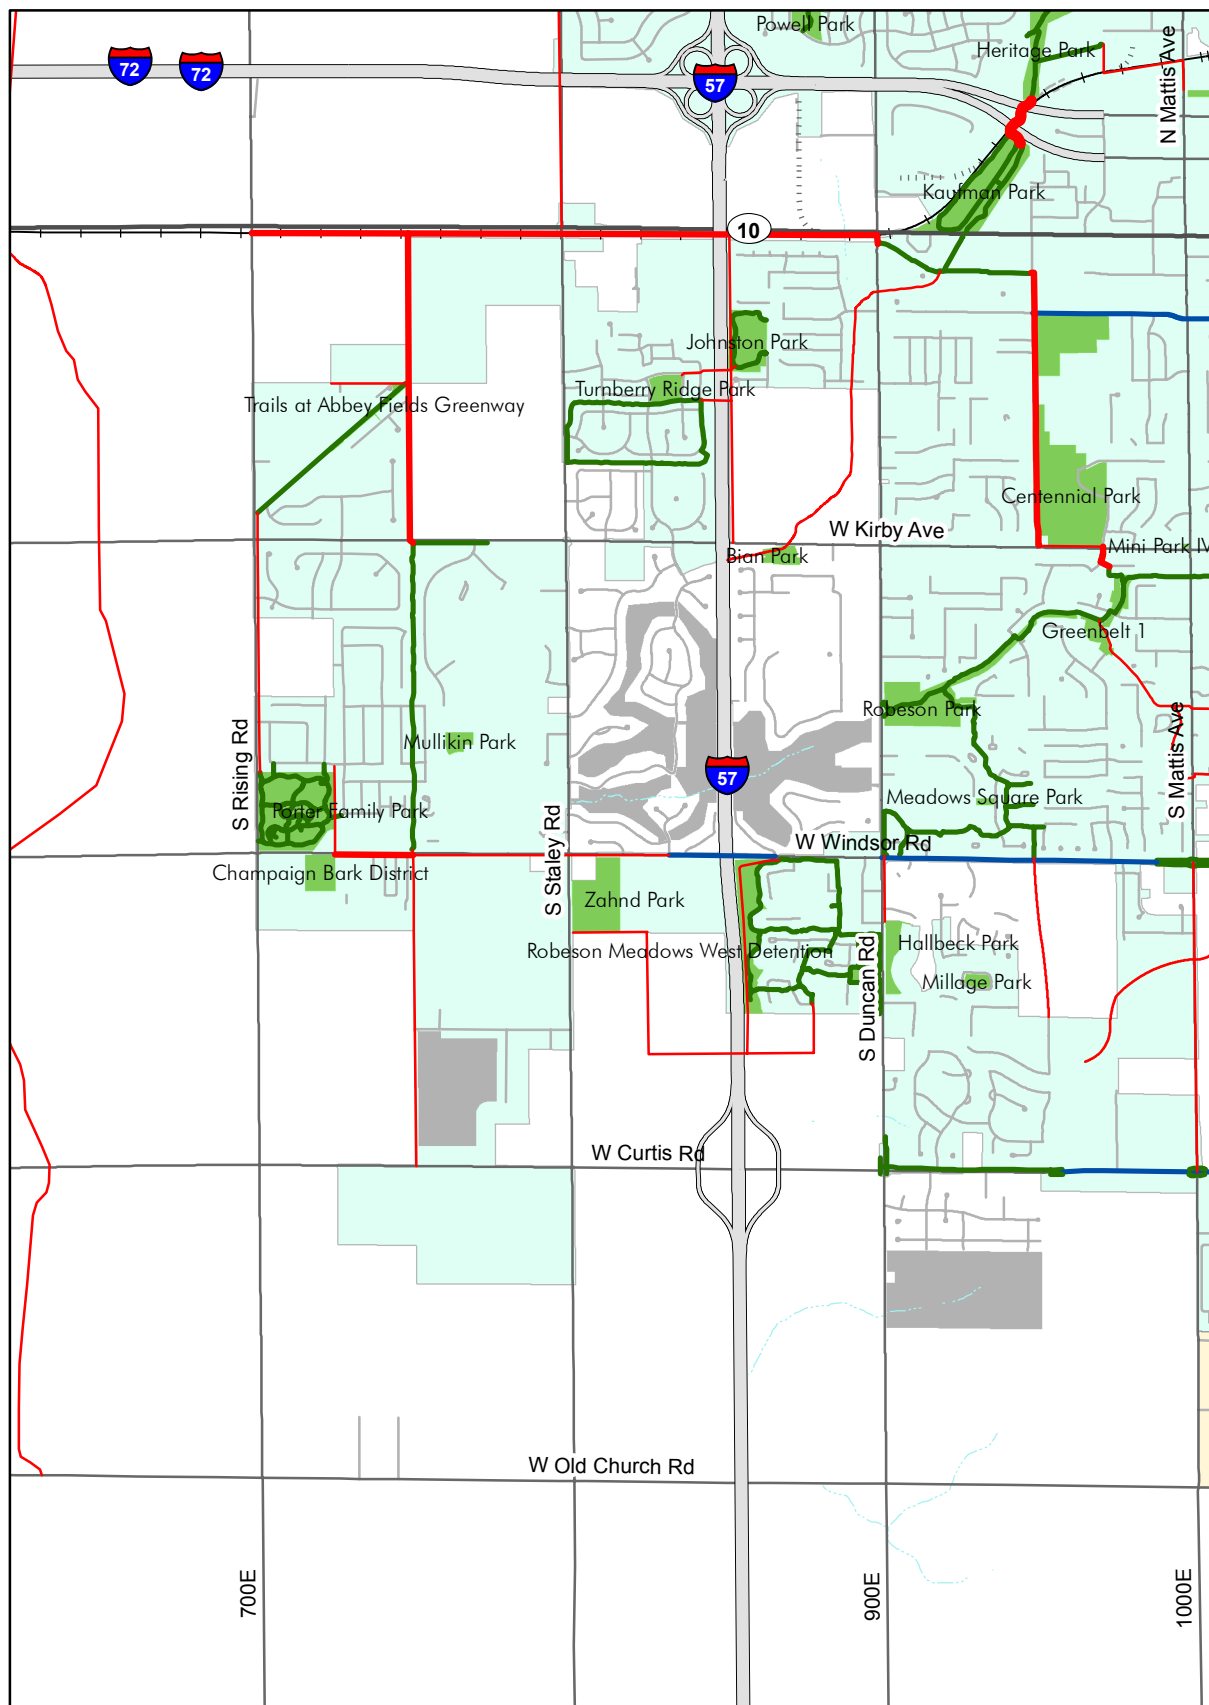 Powell Park
Heritage Park
N Mattis Ave
72
72
57
Kaufman Park
10
Johnston Park
Turnberry Ridge Park
Trails at Abbey Fields Greenway
Centennial Park
W Kirby Ave
Bian Park
Mini Park IV
Greenbelt 1
Robeson Park
S Rising Rd
Mullikin Park
S Mattis Ave
57
Meadows Square Park
Porter Family Park
S Staley Rd
W Windsor Rd
Champaign Bark District
Zahnd Park
Robeson Meadows West Detention
S Duncan Rd
Hallbeck Park
Millage Park
W Curtis Rd
W Old Church Rd
700E
900E
1000E